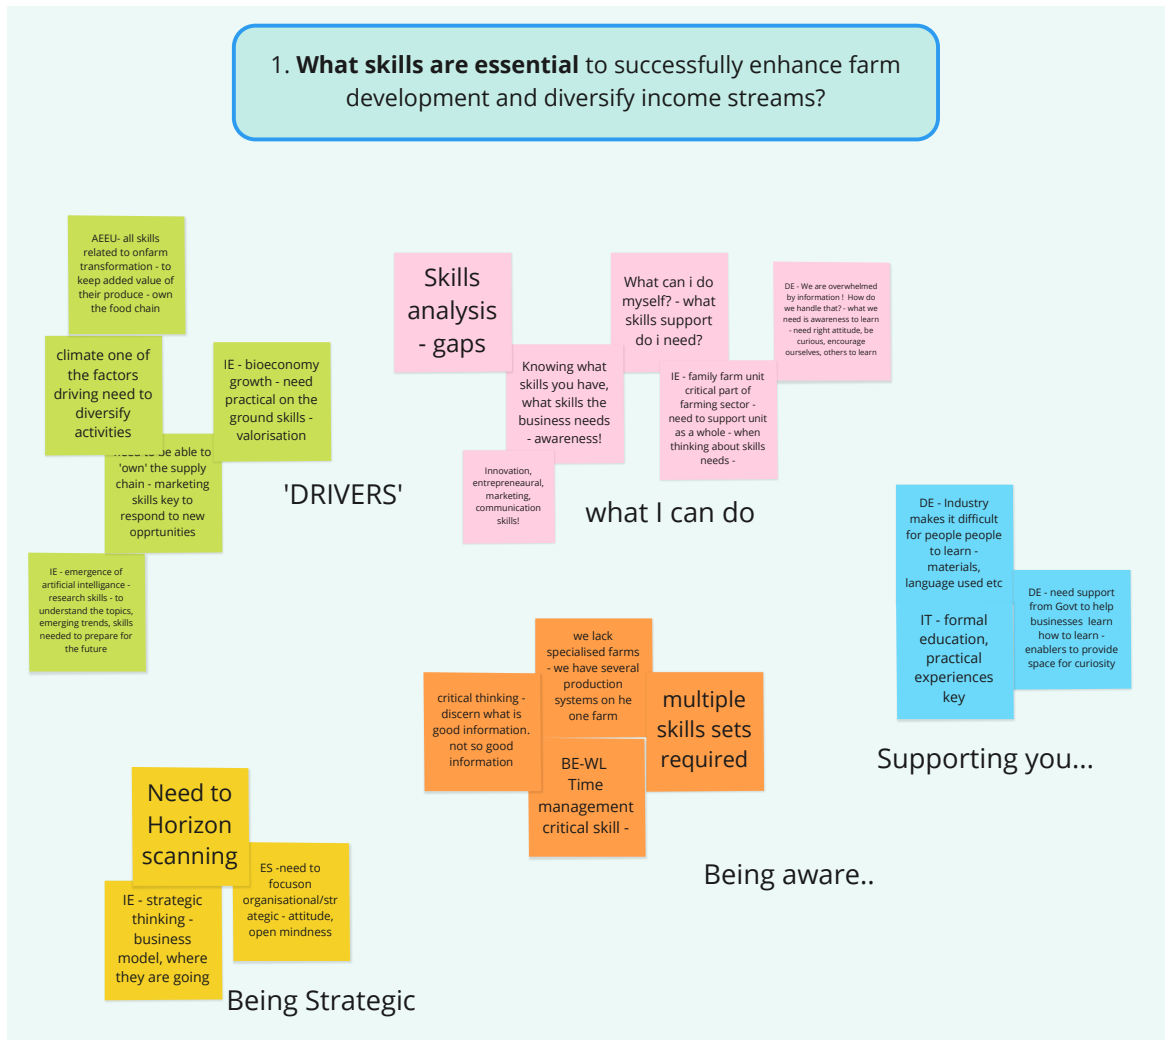 1. What skills are essential to successfully enhance farm
development and diversify income streams?
AEEU- all skills
related to onfarm
transformation - to
keep added value of
their produce - own
the food chain
climate one of
the factors
driving need to
diversify
activities
IE - bioeconomy
growth - need
practical on the
ground skills -
valorisation
need to be able to
'own' the supply
chain - marketing
skills key to
respond to new
opprtunities
IE - emergence of
artificial intelligance -
research skills - to
understand the topics,
emerging trends, skills
needed to prepare for
the future
'DRIVERS'
Skills
analysis
- gaps
What can i do
myself? - what
skills support
do i need?
DE - We are overwhelmed
by information ! How do
we handle that? - what we
need is awareness to learn
- need right attitude, be
curious, encourage
ourselves, others to learn
Knowing what
skills you have,
what skills the
business needs
- awareness!
IE - family farm unit
critical part of
farming sector -
need to support unit
as a whole - when
thinking about skills
needs -
Innovation,
entrepreneaural,
marketing,
communication
skills!
what I can do
DE - Industry
makes it difficult
for people people
to learn -
materials,
language used etc
DE - need support
from Govt to help
businesses learn
how to learn -
enablers to provide
space for curiosity
IT - formal
education,
practical
experiences
key
Supporting you...
we lack
specialised farms
- we have several
production
systems on he
one farm
critical thinking -
discern what is
good information.
not so good
information
multiple
skills sets
required
BE-WL
Time
management
critical skill -
Being aware..
Need to
Horizon
scanning
ES -need to
focuson
organisational/str
ategic - attitude,
open mindness
IE - strategic
thinking -
business
model, where
they are going
Being Strategic